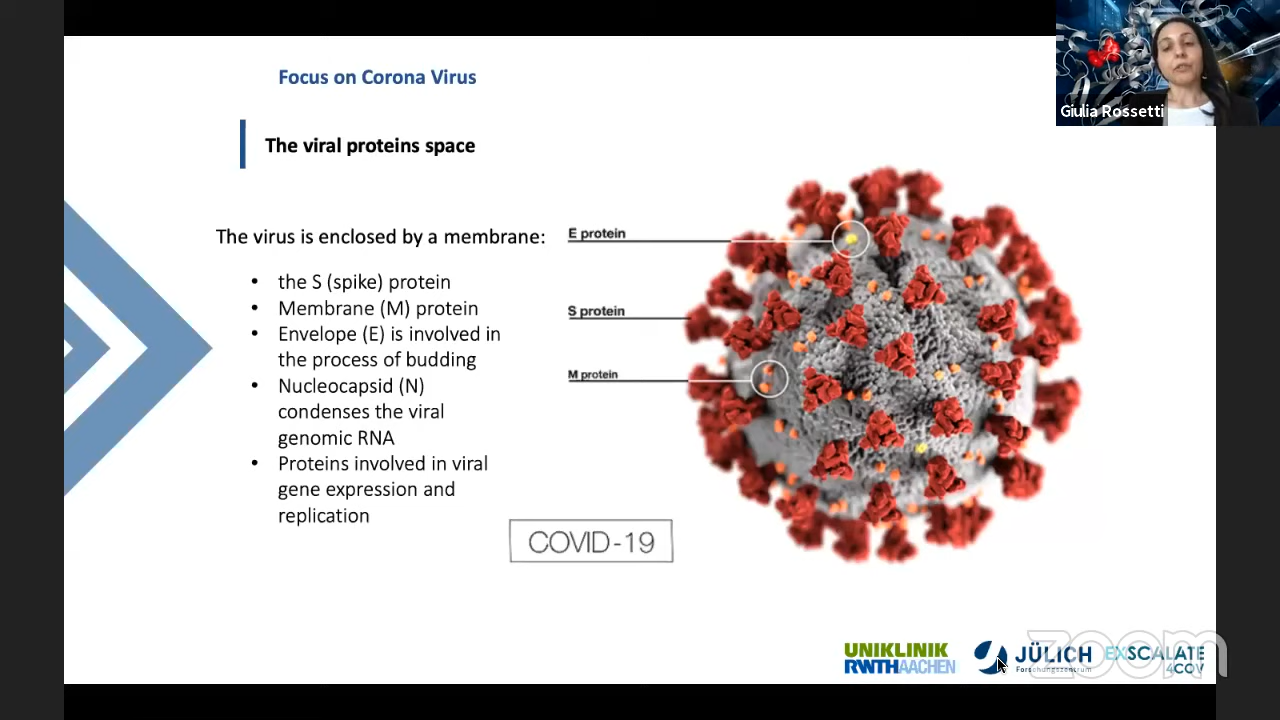 Focus on Corona Virus
Giulia Rossetti
The viral proteins space
The virus is enclosed by a membrane:
• the S (spike) protein
• Membrane (M) protein
• Envelope (E) is involved in
the process of budding
• Nucleocapsid (N)
condenses the viral
genomic RNA
• Proteins involved in viral
gene expression and
replication
E protein
S protein
M protein
COVID-19
UNIKLINIK
RWTHAACHEN
JÜLICH
Forschungszentrum
EXSCALATE
4COV
zoom